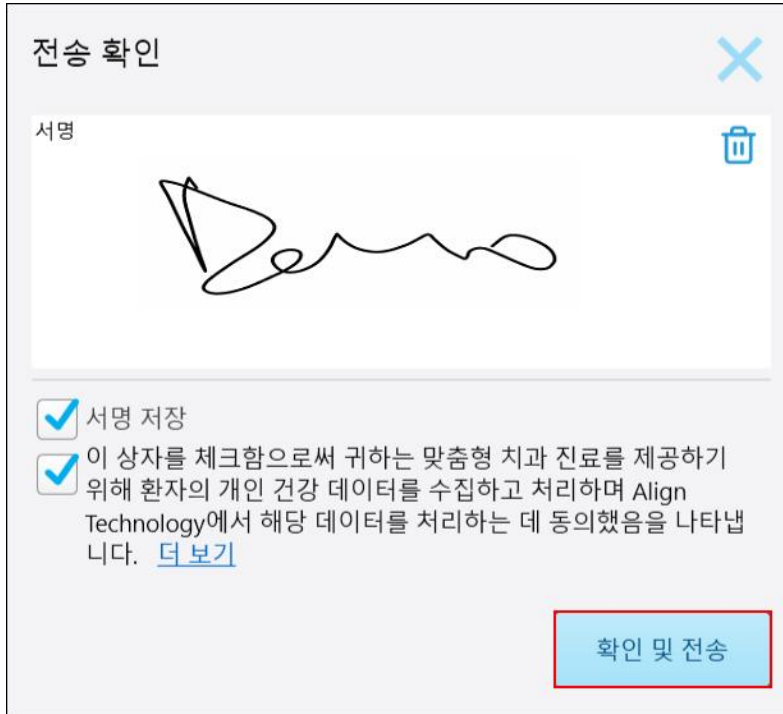 전송 확인
서명
Demo
서명 저장
이 상자를 체크함으로써 귀하는 맞춤형 치과 진료를 제공하기
위해 환자의 개인 건강 데이터를 수집하고 처리하며 Align
Technology에서 해당 데이터를 처리하는 데 동의했음을 나타냅
니다. 더 보기
확인 및 전송